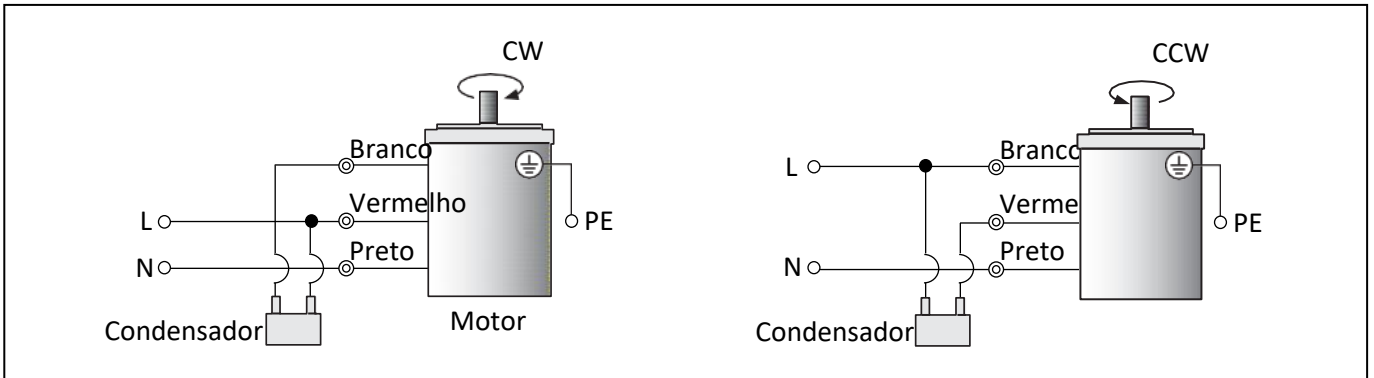 CW
Branco
Vermelho
L
PE
Preto
N
Condensador
Motor
CCW
Branco
L
Verme
PE
Preto
N
Condensador